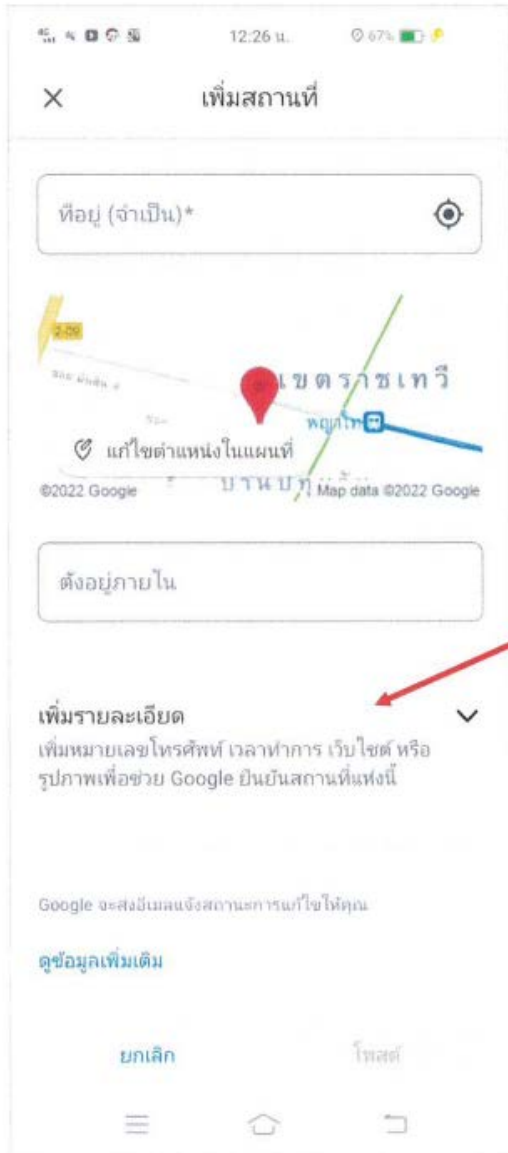 12:26 น.
67%
เพิ่มสถานที่
ที่อยู่ (จำเป็น)*
เขตราชเทวี
พญาไท
แก้ไขตำแหน่งในแผนที่
©2022 Google
Map data ©2022 Google
ตั้งอยู่ภายใน
เพิ่มรายละเอียด
เพิ่มหมายเลขโทรศัพท์ เวลาทำการ เว็บไซต์ หรือ
รูปภาพเพื่อช่วย Google ยืนยันสถานที่แห่งนี้
Google จะส่งอีเมลแจ้งสถานะการแก้ไขให้คุณ
ดูข้อมูลเพิ่มเติม
ยกเลิก
โพสต์